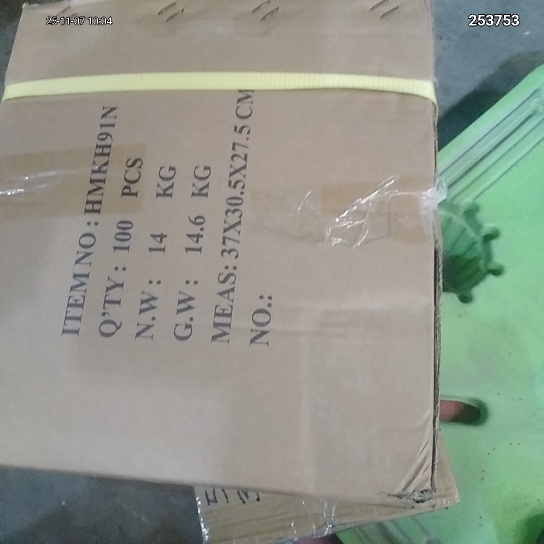 25-11-07 10:04
253753
ITEM NO : HMKH91N
Q'TY : 100 PCS
N.W : 14 KG
G.W : 14.6 KG
MEAS: 37X30.5X27.5 CM
NO.: